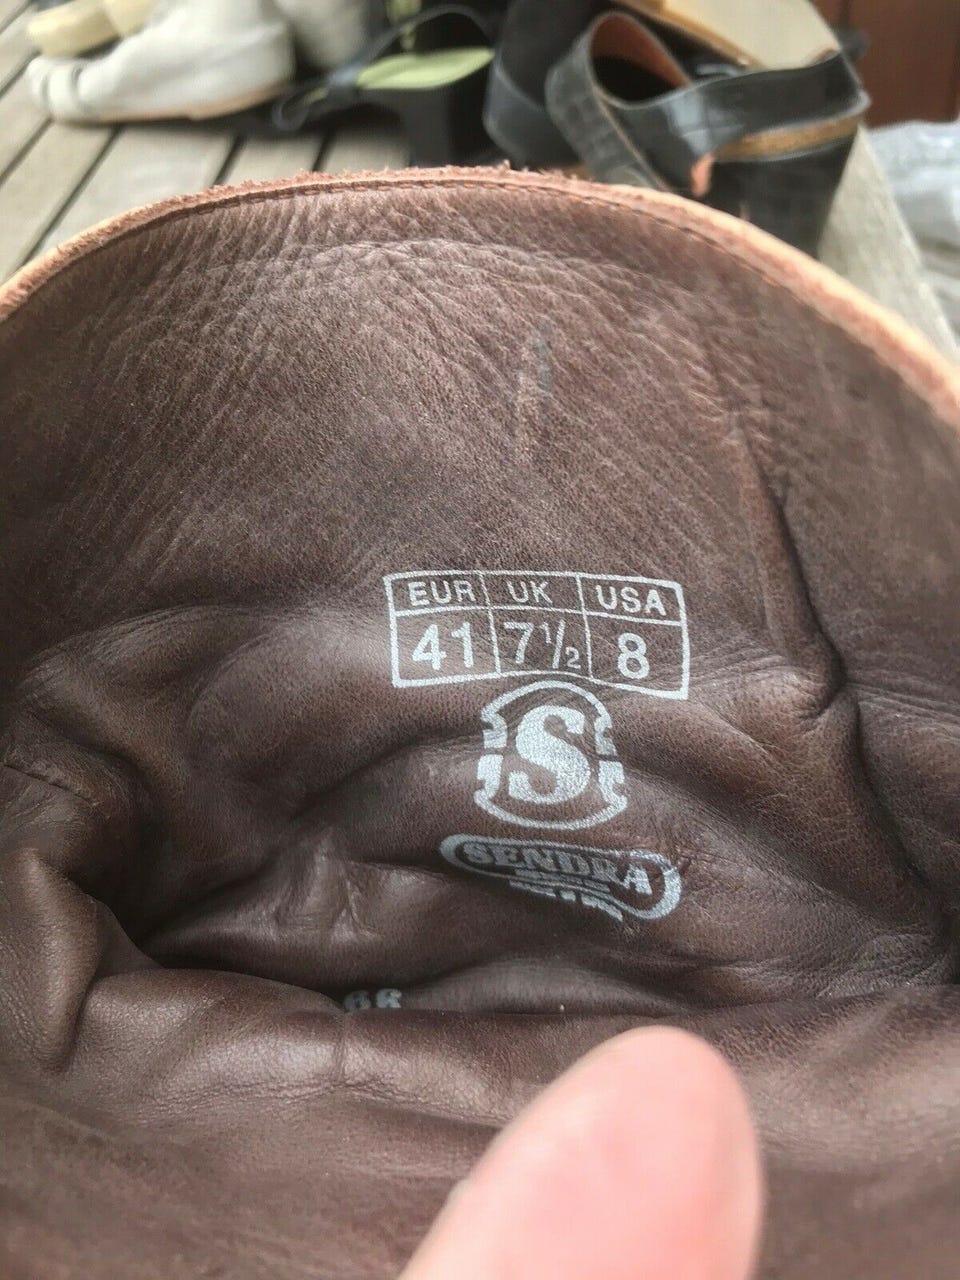 EUR UK USA
41 7½ 8
S
SENDRA